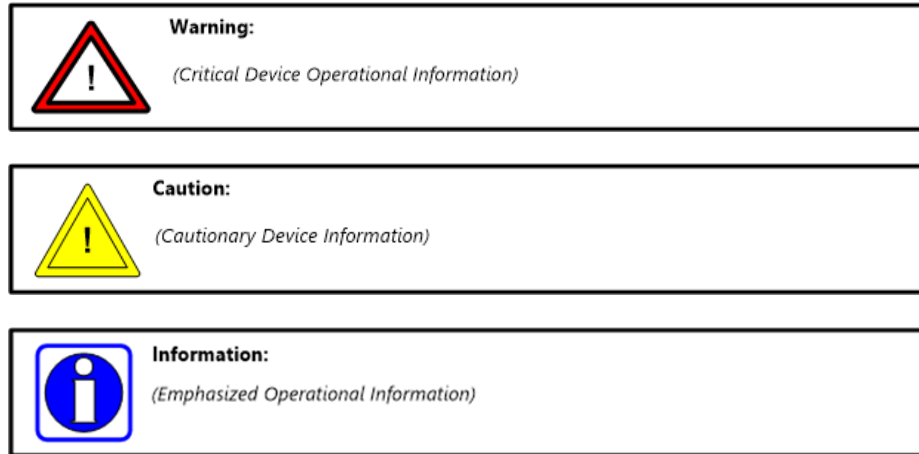 Warning:
!
(Critical Device Operational Information)
Caution:
!
(Cautionary Device Information)
Information:
i
(Emphasized Operational Information)